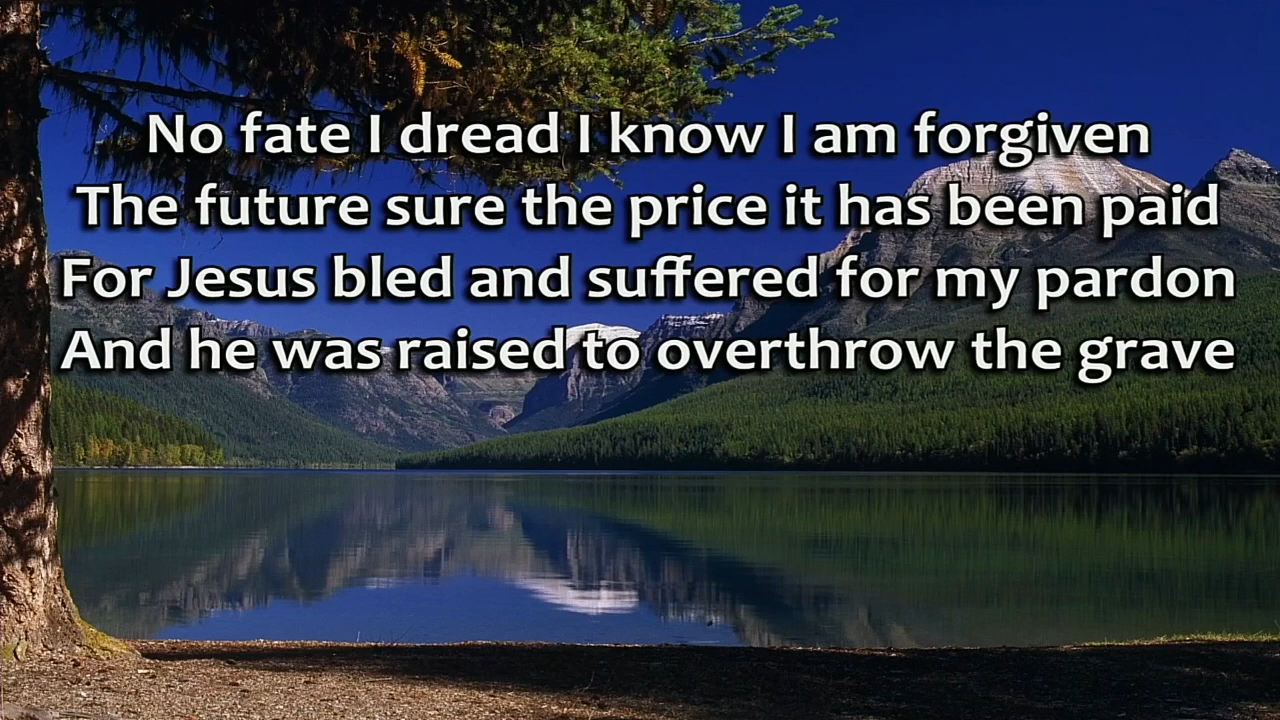 No fate I dread I know I am forgiven
The future sure the price it has been paid
For Jesus bled and suffered for my pardon
And he was raised to overthrow the grave